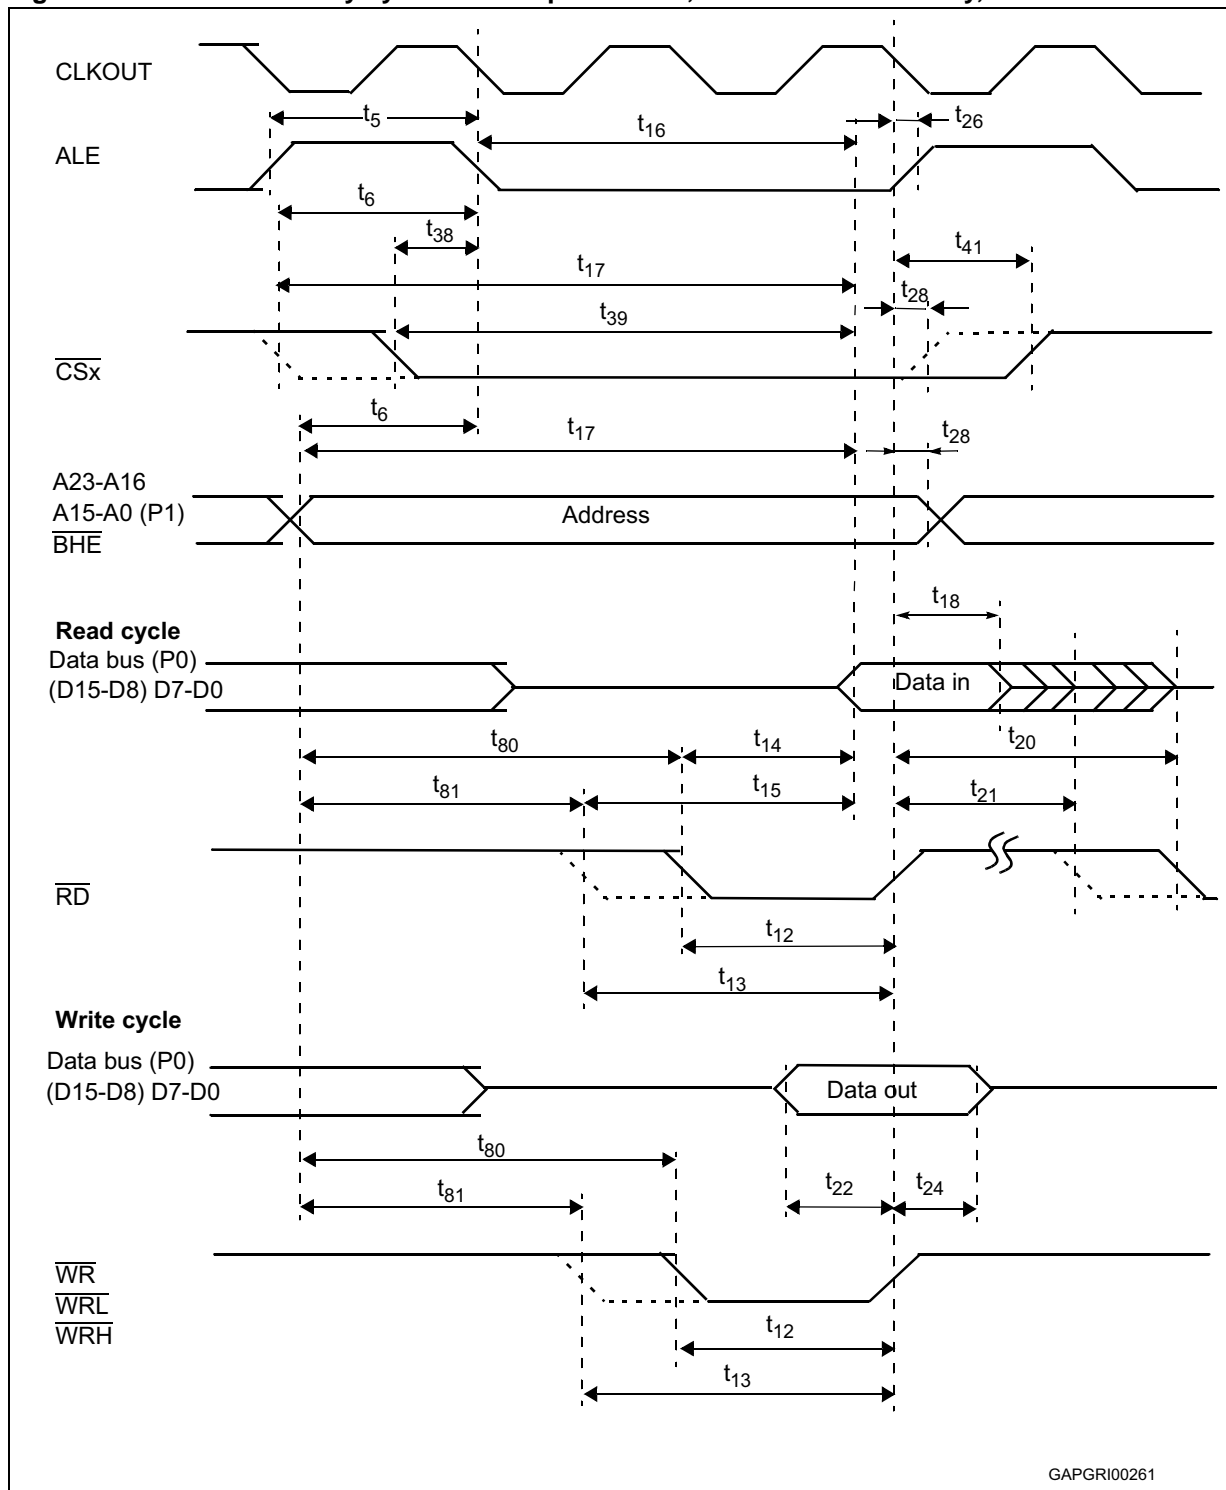 CLKOUT
t5
t16
t26
ALE
t6
t38
t41
t17
t28
t39
CSx
t6
t17
t28
A23-A16
A15-A0 (P1)
BHE
Address
t18
Read cycle
Data bus (P0)
(D15-D8) D7-D0
Data in
t80
t14
t20
t81
t15
t21
RD
t12
t13
Write cycle
Data bus (P0)
(D15-D8) D7-D0
Data out
t80
t81
t22
t24
WR
WRL
WRH
t12
t13
GAPGRI00261